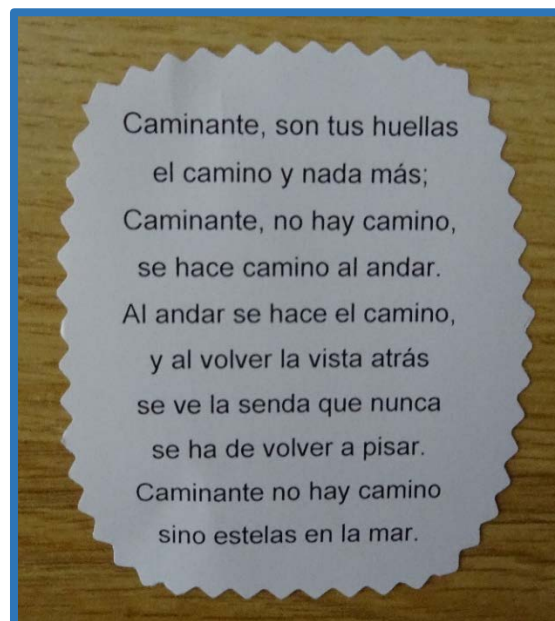 Caminante, son tus huellas
el camino y nada más;
Caminante, no hay camino,
se hace camino al andar.
Al andar se hace el camino,
y al volver la vista atrás
se ve la senda que nunca
se ha de volver a pisar.
Caminante no hay camino
sino estelas en la mar.